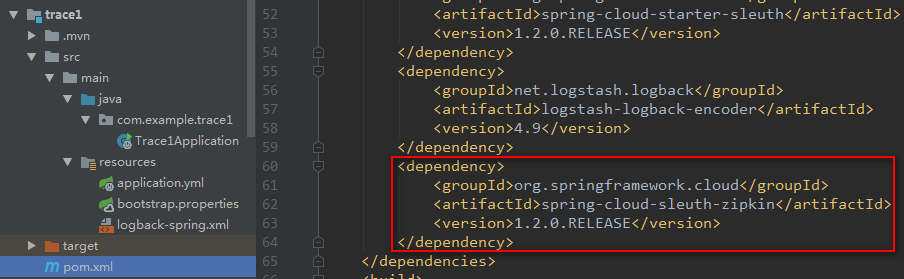 trace1
.mvn
src
main
java
com.example.trace1
Trace1Application
resources
application.yml
bootstrap.properties
logback-spring.xml
target
pom.xml
52 <artifactId>spring-cloud-starter-sleuth</artifactId>
53 <version>1.2.0.RELEASE</version>
54 </dependency>
55 <dependency>
56 <groupId>net.logstash.logback</groupId>
57 <artifactId>logstash-logback-encoder</artifactId>
58 <version>4.9</version>
59 </dependency>
60 <dependency>
61 <groupId>org.springframework.cloud</groupId>
62 <artifactId>spring-cloud-sleuth-zipkin</artifactId>
63 <version>1.2.0.RELEASE</version>
64 </dependency>
65 </dependencies>
66 <build>